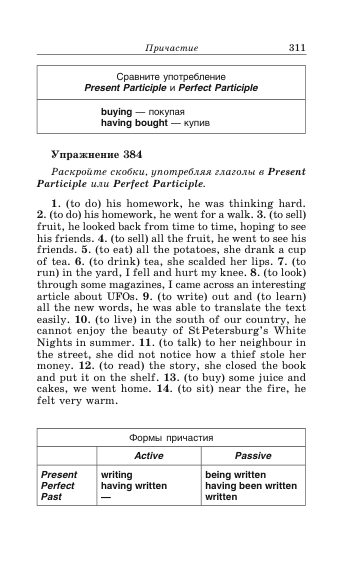 Причастие 311
Сравните употребление
Present Participle и Perfect Participle
buying — покупая
having bought — купив
Упражнение 384
Раскройте скобки, употребляя глаголы в Present
Participle или Perfect Participle.
1. (to do) his homework, he was thinking hard.
2. (to do) his homework, he went for a walk. 3. (to sell)
fruit, he looked back from time to time, hoping to see
his friends. 4. (to sell) all the fruit, he went to see his
friends. 5. (to eat) all the potatoes, she drank a cup
of tea. 6. (to drink) tea, she scalded her lips. 7. (to
run) in the yard, I fell and hurt my knee. 8. (to look)
through some magazines, I came across an interesting
article about UFOs. 9. (to write) out and (to learn)
all the new words, he was able to translate the text
easily. 10. (to live) in the south of our country, he
cannot enjoy the beauty of St Petersburg's White
Nights in summer. 11. (to talk) to her neighbour in
the street, she did not notice how a thief stole her
money. 12. (to read) the story, she closed the book
and put it on the shelf. 13. (to buy) some juice and
cakes, we went home. 14. (to sit) near the fire, he
felt very warm.
Формы причастия
Active Passive
Present writing being written
Perfect having written having been written
Past — written